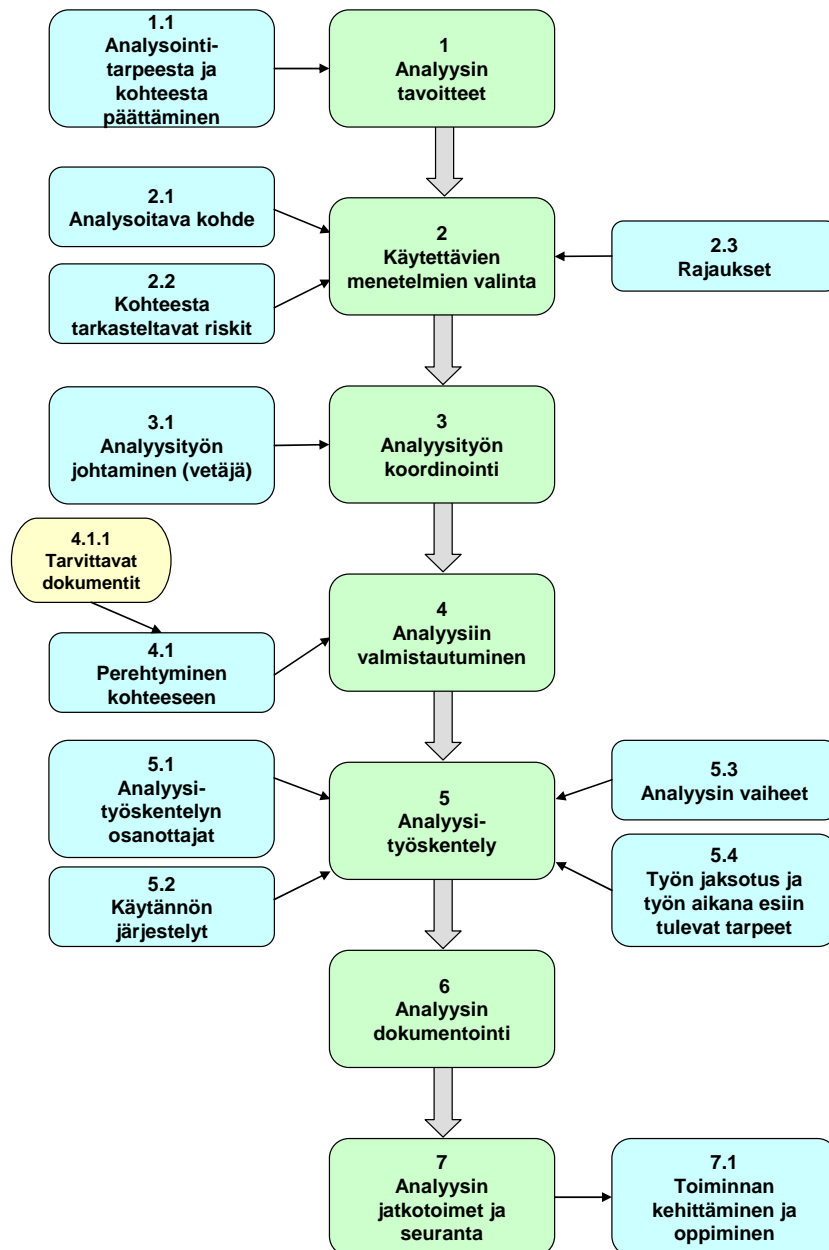 1.1
Analysointi-
tarpeesta ja
kohteesta
päättäminen
1
Analyysin
tavoitteet
2.1
Analysoitava kohde
2.2
Kohteesta
tarkasteltavat riskit
2
Käytettävien
menetelmien valinta
2.3
Rajaukset
3.1
Analyysityön
johtaminen (vetäjä)
3
Analyysityön
koordinointi
4.1.1
Tarvittavat
dokumentit
4.1
Perehtyminen
kohteeseen
4
Analyysiin
valmistautuminen
5.1
Analyysi-
työskentelyn
osanottajat
5.2
Käytännön
järjestelyt
5
Analyysi-
työskentely
5.3
Analyysin vaiheet
5.4
Työn jaksotus ja
työn aikana esiin
tulevat tarpeet
6
Analyysin
dokumentointi
7
Analyysin
jatkotoimet ja
seuranta
7.1
Toiminnan
kehittäminen ja
oppiminen